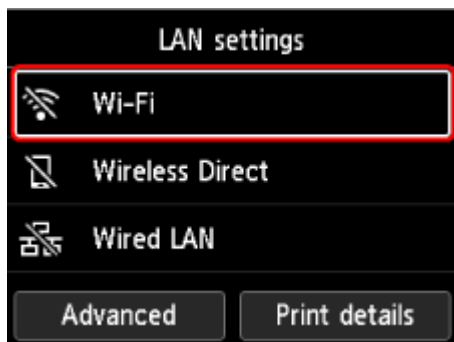 LAN settings
Wi-Fi
Wireless Direct
Wired LAN
Advanced
Print details